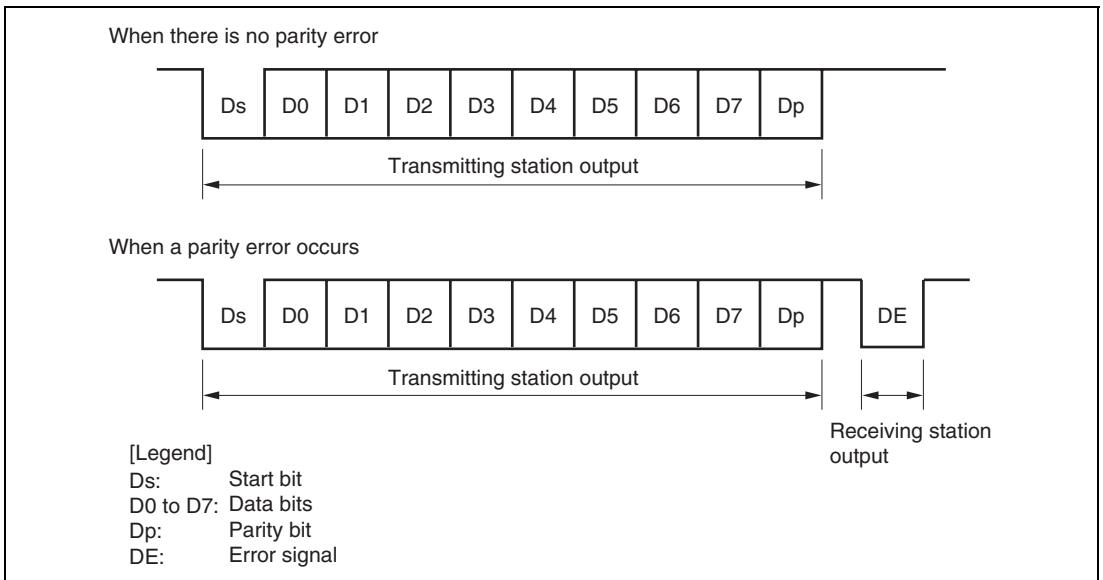 When there is no parity error
Ds D0 D1 D2 D3 D4 D5 D6 D7 Dp
Transmitting station output
When a parity error occurs
Ds D0 D1 D2 D3 D4 D5 D6 D7 Dp DE
Transmitting station output
Receiving station
output
[Legend]
Ds: Start bit
D0 to D7: Data bits
Dp: Parity bit
DE: Error signal